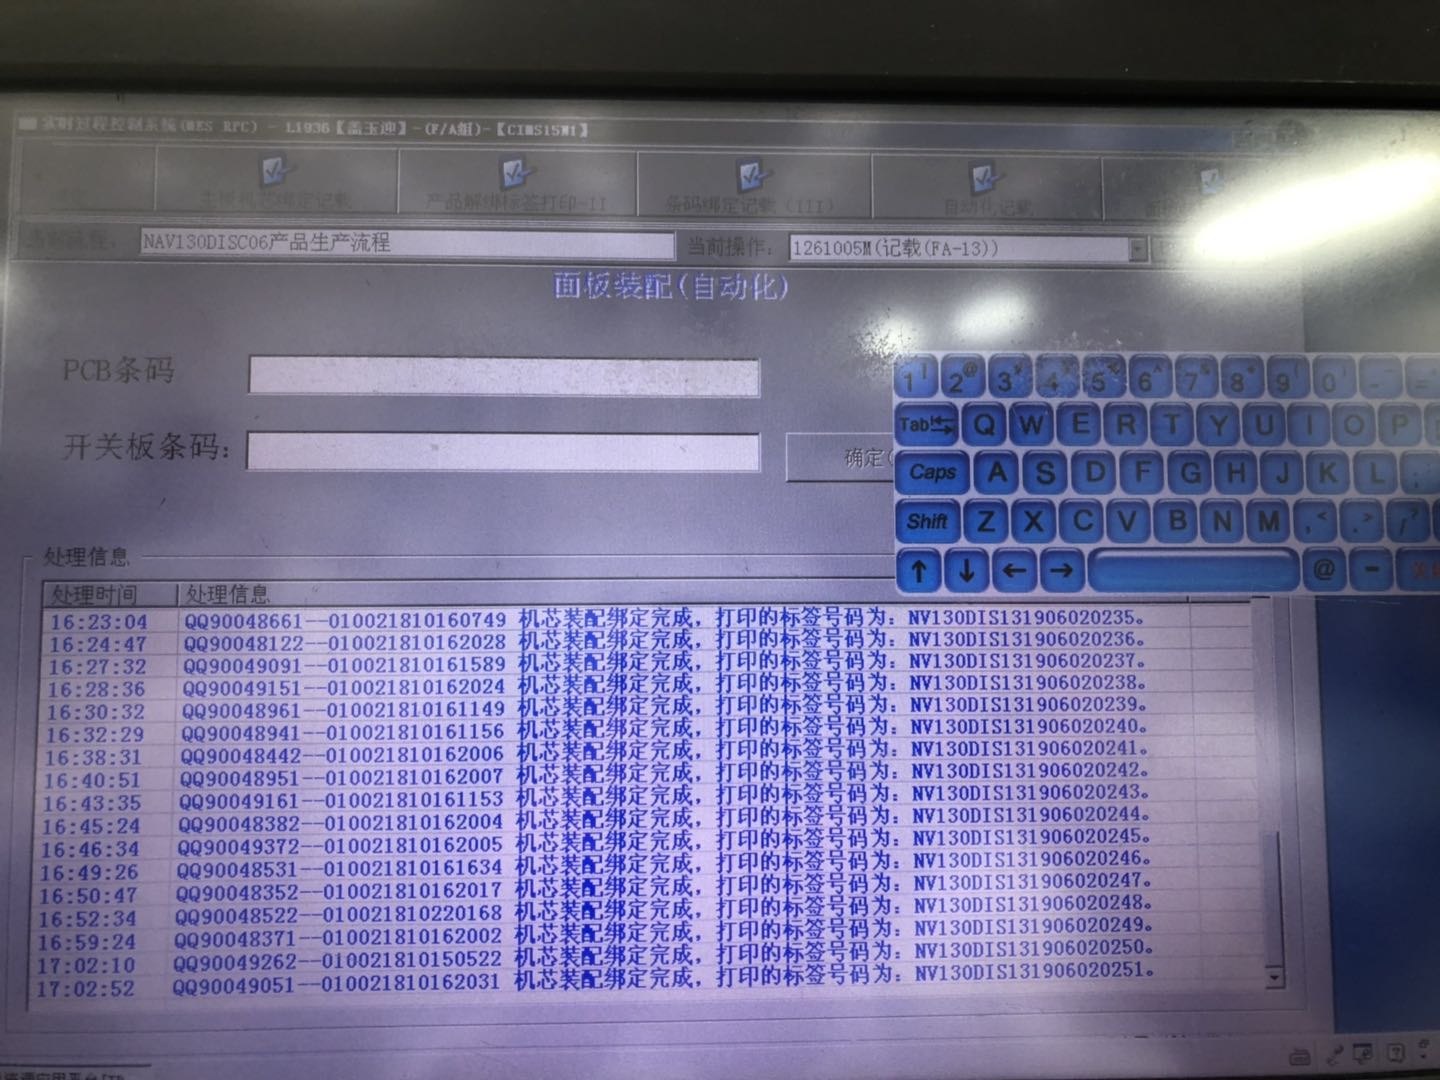 实时过程控制系统(MES RPC) - L1936【盖玉迎】-(F/A组)-【CIMS15W1】
主板机芯绑定记载 产品解绑标签打印-II 条码绑定记载(III) 自动化记载
当前流程: NAV130DISC06产品生产流程 当前操作: 1261005M(记载(FA-13))
面板装配(自动化)
PCB条码
开关板条码: 确定(
1 2 @ 3 4 5 6 ^ 7 & 8 * 9 ( 0 ) - =
Tab Q W E R T Y U I O P
Caps A S D F G H J K L
Shift Z X C V B N M , < . > / ?
↑ ↓ ← → @ -
处理信息
处理时间 处理信息
16:23:04 QQ90048661--010021810160749 机芯装配绑定完成，打印的标签号码为：NV130DIS131906020235。
16:24:47 QQ90048122--010021810162028 机芯装配绑定完成，打印的标签号码为：NV130DIS131906020236。
16:27:32 QQ90049091--010021810161589 机芯装配绑定完成，打印的标签号码为：NV130DIS131906020237。
16:28:36 QQ90049151--010021810162024 机芯装配绑定完成，打印的标签号码为：NV130DIS131906020238。
16:30:32 QQ90048961--010021810161149 机芯装配绑定完成，打印的标签号码为：NV130DIS131906020239。
16:32:29 QQ90048941--010021810161156 机芯装配绑定完成，打印的标签号码为：NV130DIS131906020240。
16:38:31 QQ90048442--010021810162006 机芯装配绑定完成，打印的标签号码为：NV130DIS131906020241。
16:40:51 QQ90048951--010021810162007 机芯装配绑定完成，打印的标签号码为：NV130DIS131906020242。
16:43:35 QQ90049161--010021810161153 机芯装配绑定完成，打印的标签号码为：NV130DIS131906020243。
16:45:24 QQ90048382--010021810162004 机芯装配绑定完成，打印的标签号码为：NV130DIS131906020244。
16:46:34 QQ90049372--010021810162005 机芯装配绑定完成，打印的标签号码为：NV130DIS131906020245。
16:49:26 QQ90048531--010021810161634 机芯装配绑定完成，打印的标签号码为：NV130DIS131906020246。
16:50:47 QQ90048352--010021810162017 机芯装配绑定完成，打印的标签号码为：NV130DIS131906020247。
16:52:34 QQ90048522--010021810220168 机芯装配绑定完成，打印的标签号码为：NV130DIS131906020248。
16:59:24 QQ90048371--010021810162002 机芯装配绑定完成，打印的标签号码为：NV130DIS131906020249。
17:02:10 QQ90049262--010021810150522 机芯装配绑定完成，打印的标签号码为：NV130DIS131906020250。
17:02:52 QQ90049051--010021810162031 机芯装配绑定完成，打印的标签号码为：NV130DIS131906020251。